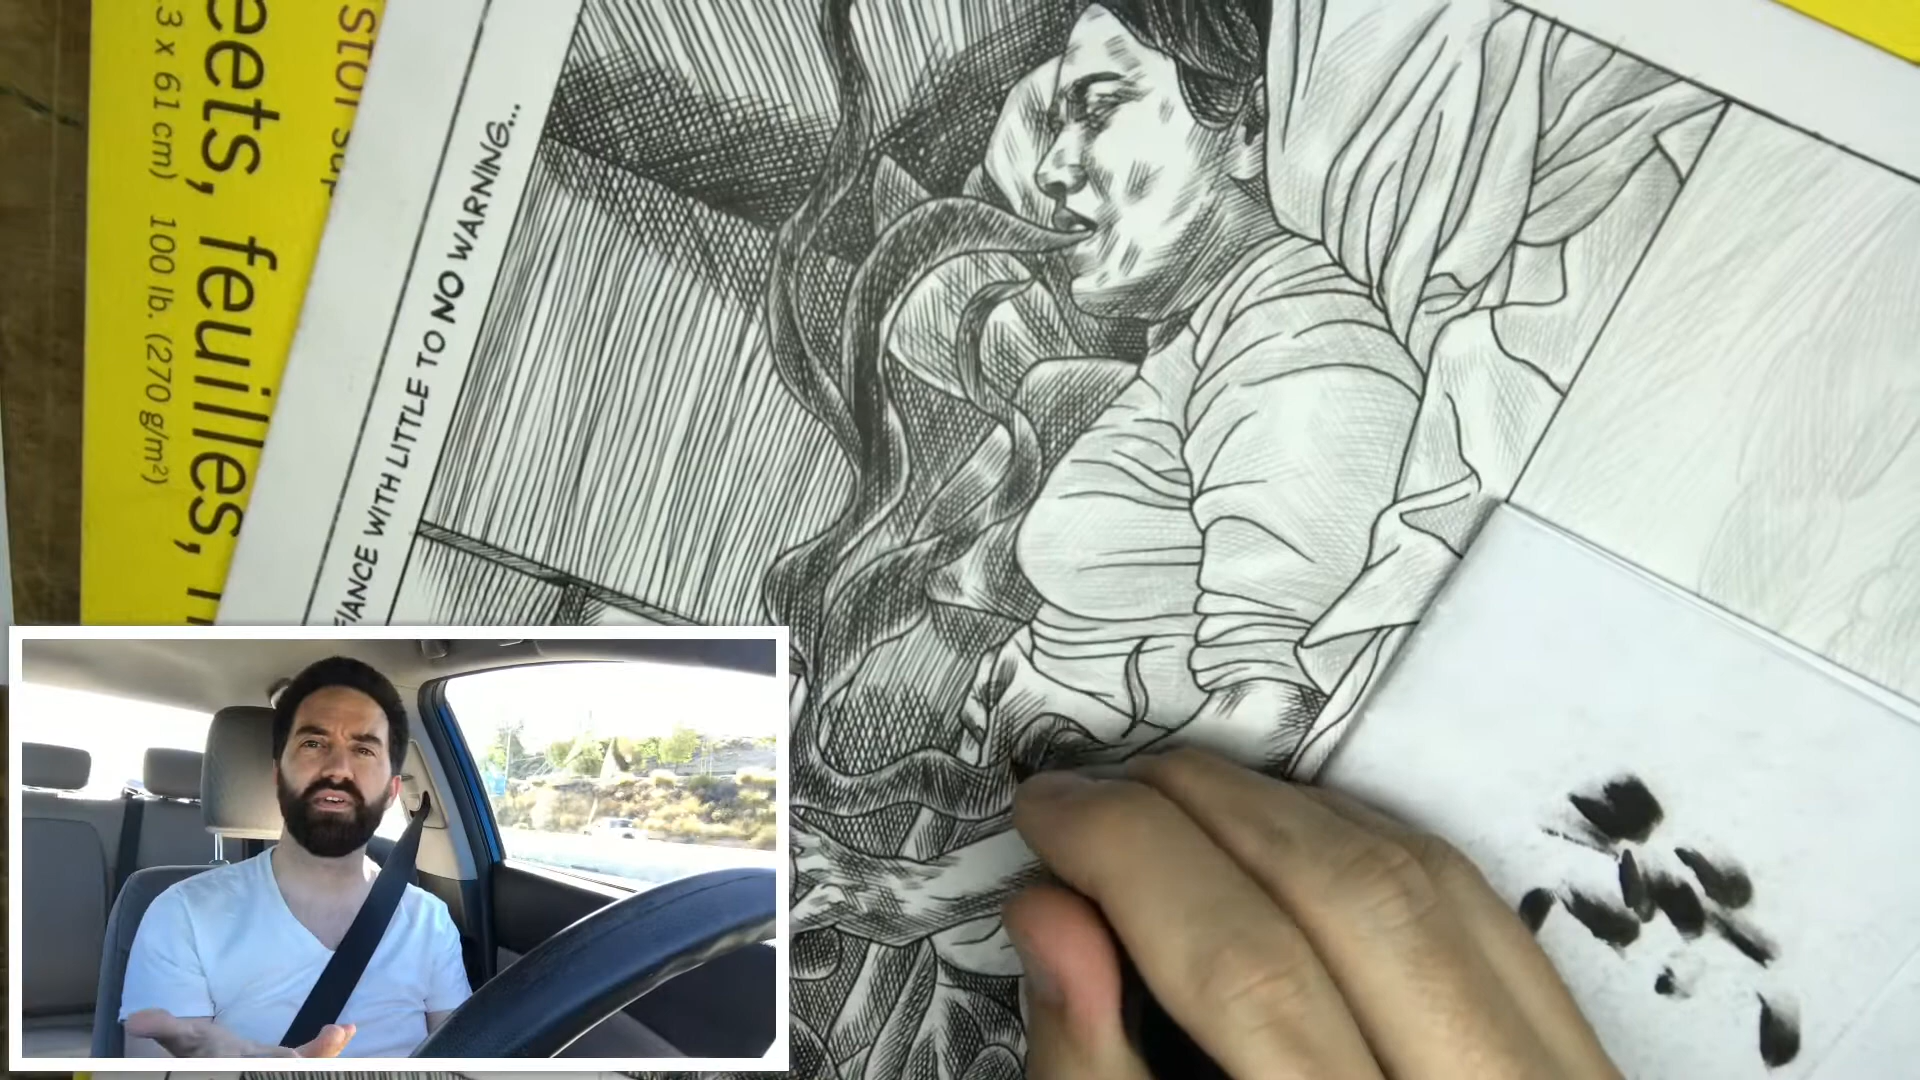 eets, feuilles,
.3 x 61 cm) 100 lb. (270 g/m²)
FIANCE WITH LITTLE TO NO WARNING...